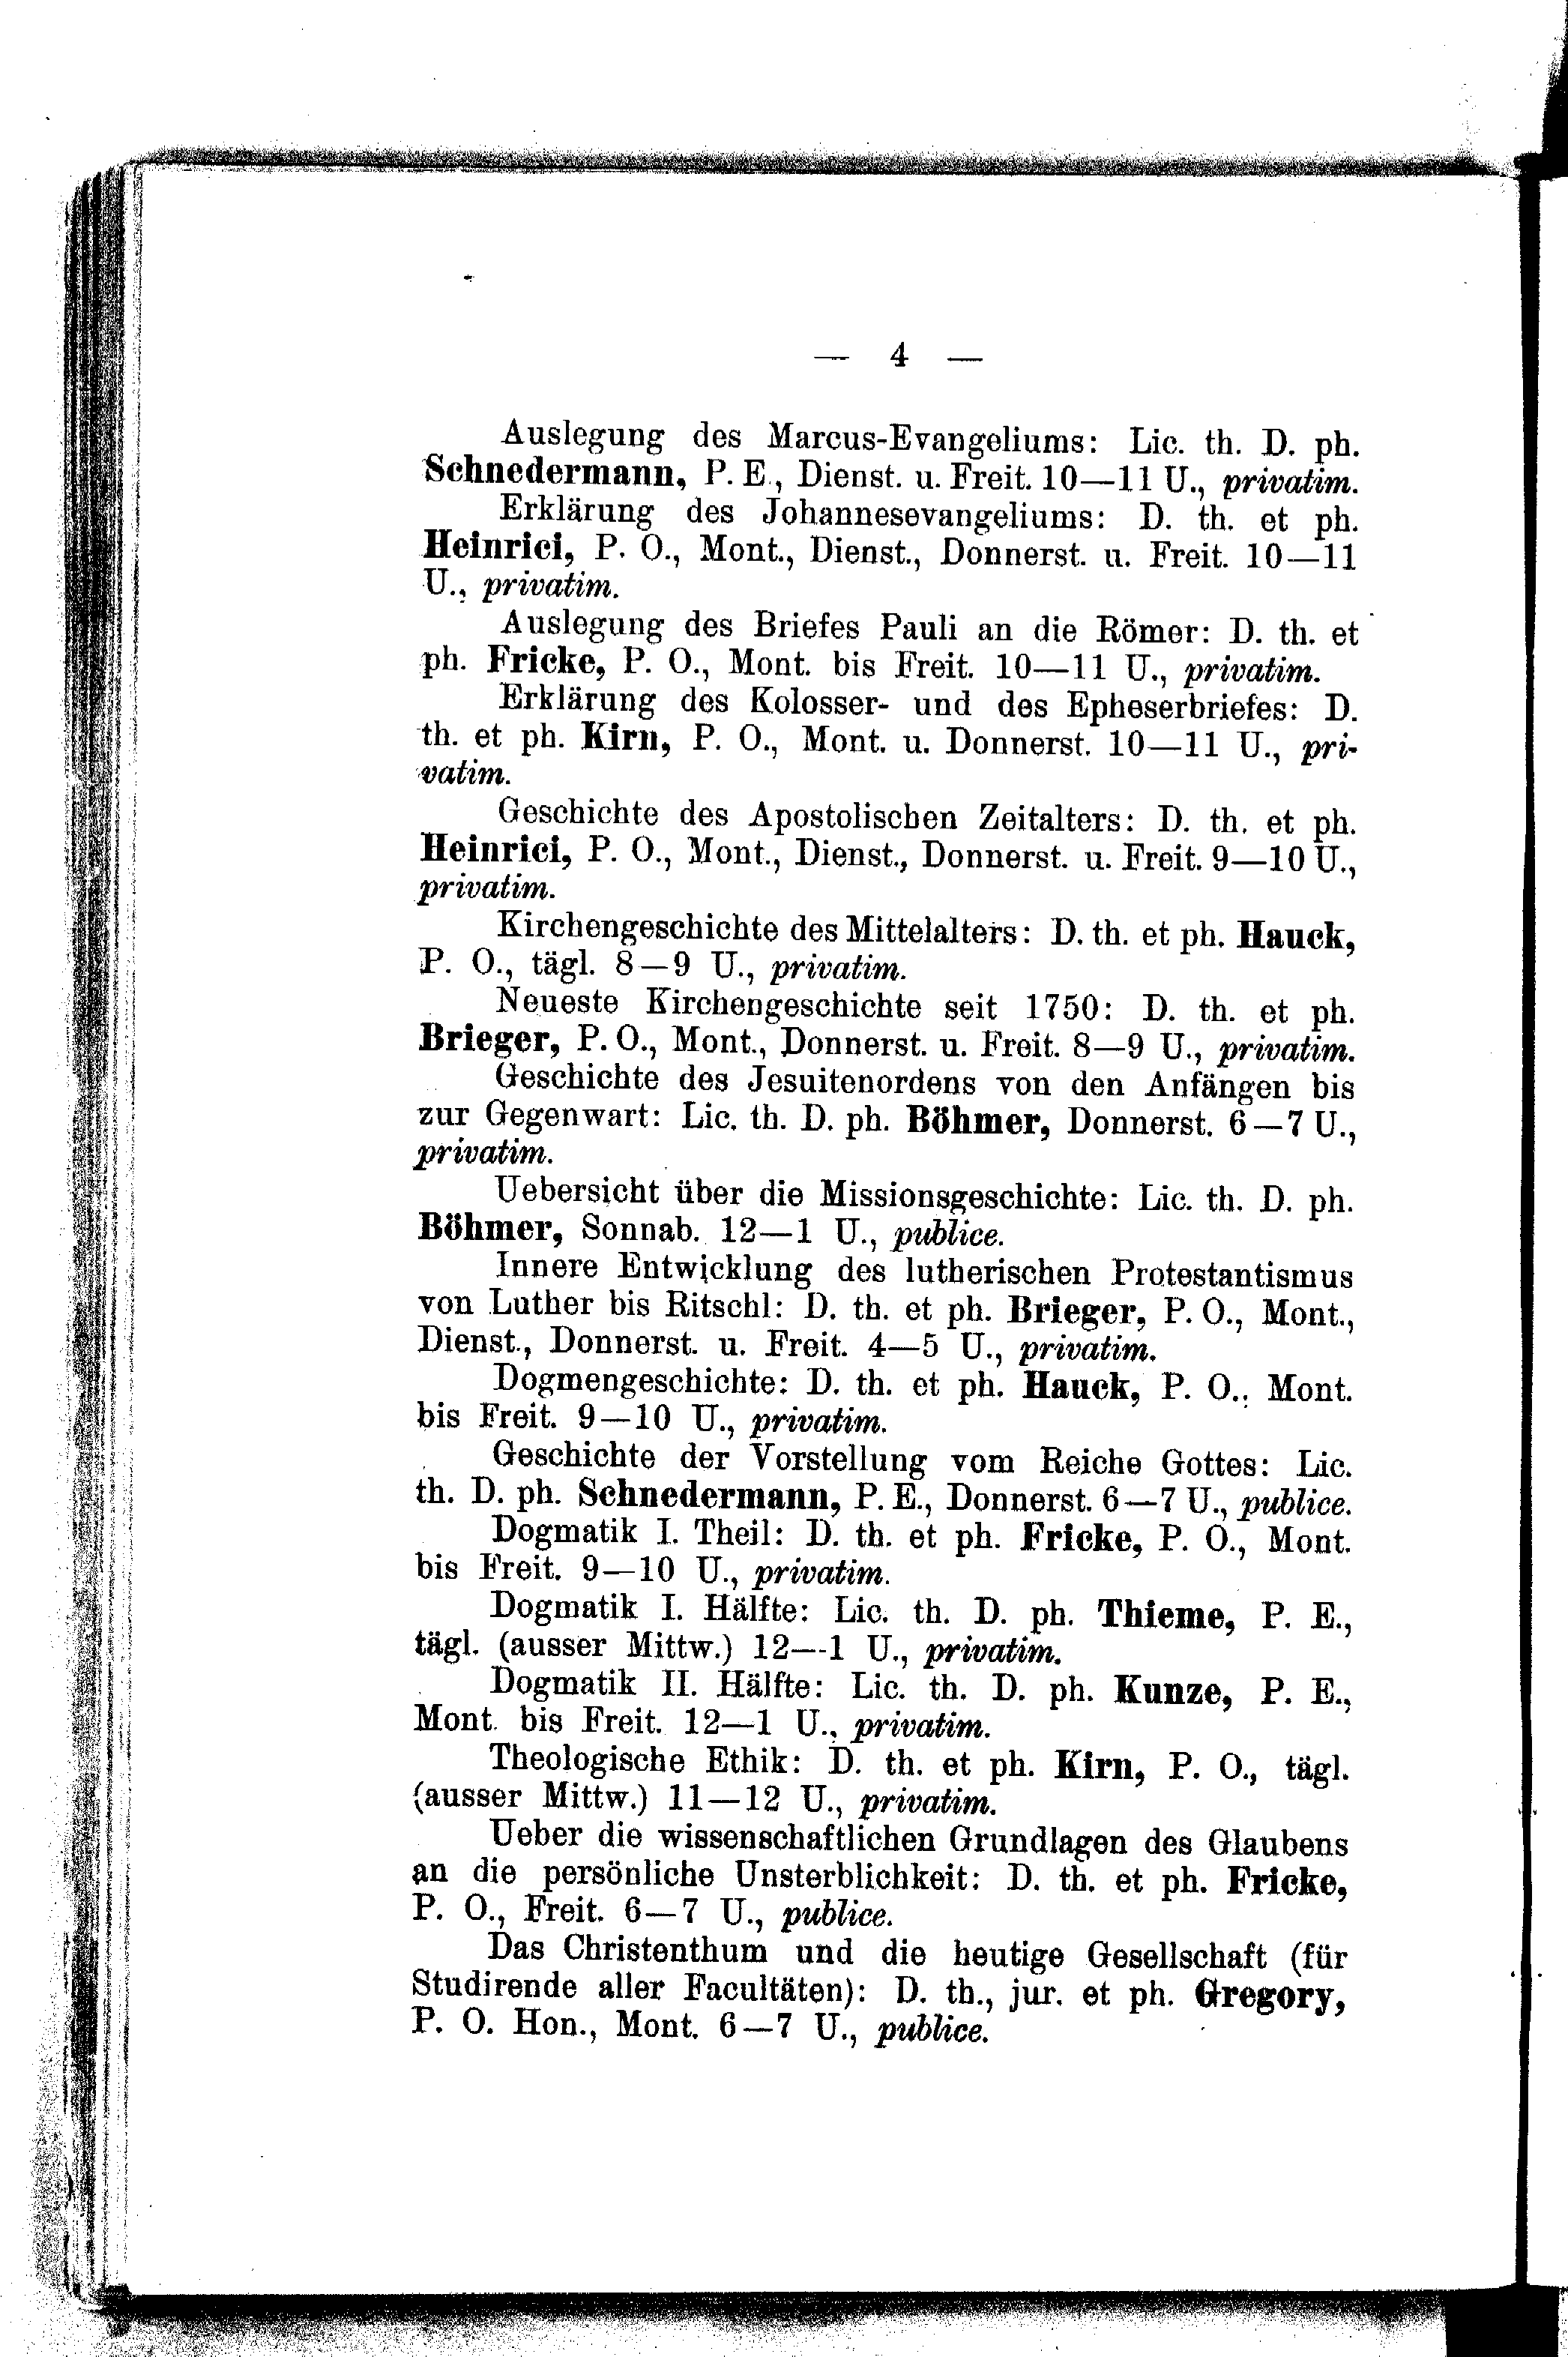 — 4 —
Auslegung des Marcus-Evangeliums: Lic. th. D. ph.
Schnedermann, P. E., Dienst. u. Freit. 10—11 U., privatim.
Erklärung des Johannesevangeliums: D. th. et ph.
Heinrici, P. O., Mont., Dienst., Donnerst. u. Freit. 10—11
U., privatim.
Auslegung des Briefes Pauli an die Römer: D. th. et
ph. Fricke, P. O., Mont. bis Freit. 10—11 U., privatim.
Erklärung des Kolosser- und des Epheserbriefes: D.
th. et ph. Kirn, P. O., Mont. u. Donnerst. 10—11 U., pri-
vatim.
Geschichte des Apostolischen Zeitalters: D. th. et ph.
Heinrici, P. O., Mont., Dienst., Donnerst. u. Freit. 9—10 U.,
privatim.
Kirchengeschichte des Mittelalters: D. th. et ph. Hauck,
P. O., tägl. 8—9 U., privatim.
Neueste Kirchengeschichte seit 1750: D. th. et ph.
Brieger, P. O., Mont., Donnerst. u. Freit. 8—9 U., privatim.
Geschichte des Jesuitenordens von den Anfängen bis
zur Gegenwart: Lic. th. D. ph. Böhmer, Donnerst. 6—7 U.,
privatim.
Uebersicht über die Missionsgeschichte: Lic. th. D. ph.
Böhmer, Sonnab. 12—1 U., publice.
Innere Entwicklung des lutherischen Protestantismus
von Luther bis Ritschl: D. th. et ph. Brieger, P. O., Mont.,
Dienst., Donnerst. u. Freit. 4—5 U., privatim.
Dogmengeschichte: D. th. et ph. Hauck, P. O., Mont.
bis Freit. 9—10 U., privatim.
Geschichte der Vorstellung vom Reiche Gottes: Lic.
th. D. ph. Schnedermann, P. E., Donnerst. 6—7 U., publice.
Dogmatik I. Theil: D. th. et ph. Fricke, P. O., Mont.
bis Freit. 9—10 U., privatim.
Dogmatik I. Hälfte: Lic. th. D. ph. Thieme, P. E.,
tägl. (ausser Mittw.) 12—1 U., privatim.
Dogmatik II. Hälfte: Lic. th. D. ph. Kunze, P. E.,
Mont. bis Freit. 12—1 U., privatim.
Theologische Ethik: D. th. et ph. Kirn, P. O., tägl.
(ausser Mittw.) 11—12 U., privatim.
Ueber die wissenschaftlichen Grundlagen des Glaubens
an die persönliche Unsterblichkeit: D. th. et ph. Fricke,
P. O., Freit. 6—7 U., publice.
Das Christenthum und die heutige Gesellschaft (für
Studirende aller Facultäten): D. th., jur. et ph. Gregory,
P. O. Hon., Mont. 6—7 U., publice.